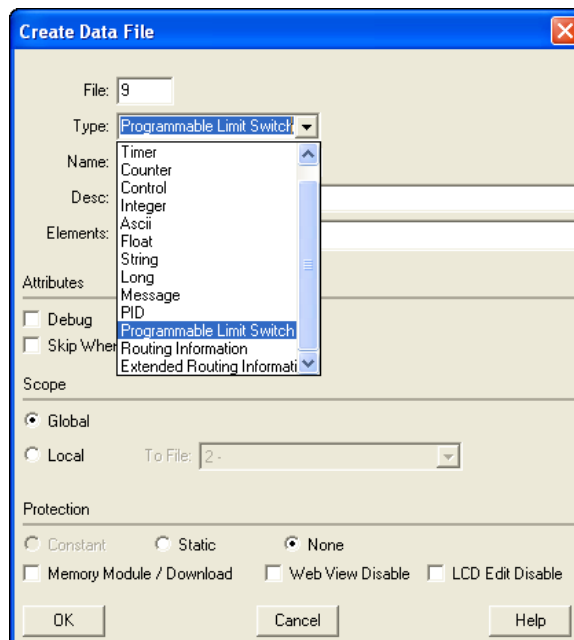 Create Data File
File: 9
Type: Programmable Limit Switch
Name:
Desc:
Elements:
Timer
Counter
Control
Integer
Ascii
Float
String
Long
Message
PID
Programmable Limit Switch
Routing Information
Extended Routing Informati
Attributes
Debug
Skip Wher
Scope
Global
Local To File: 2 -
Protection
Constant Static None
Memory Module / Download Web View Disable LCD Edit Disable
OK Cancel Help